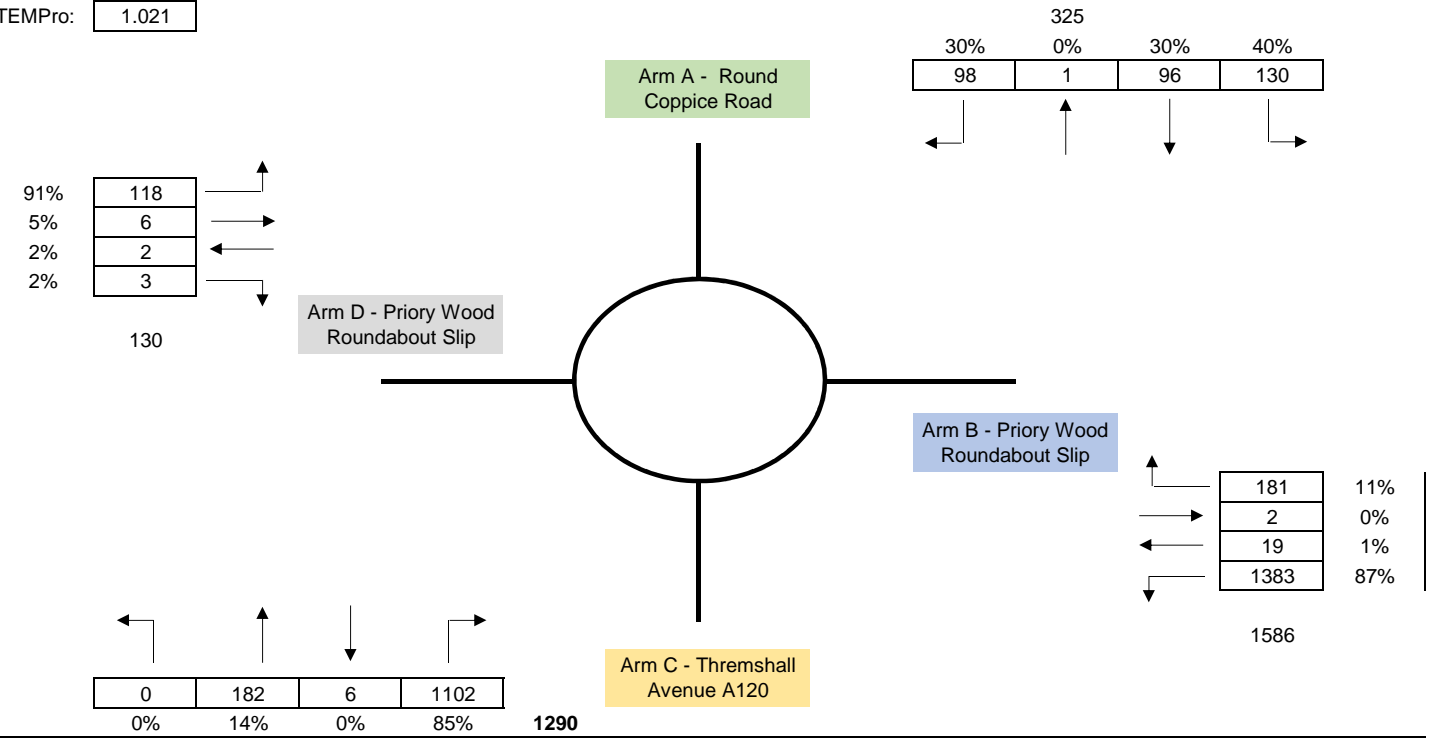 TEMPro: 1.021
325
30% 0% 30% 40%
98 1 96 130
Arm A - Round
Coppice Road
91% 118
5% 6
2% 2
2% 3
130
Arm D - Priory Wood
Roundabout Slip
Arm B - Priory Wood
Roundabout Slip
181 11%
2 0%
19 1%
1383 87%
1586
Arm C - Thremshall
Avenue A120
0 182 6 1102
0% 14% 0% 85% 1290